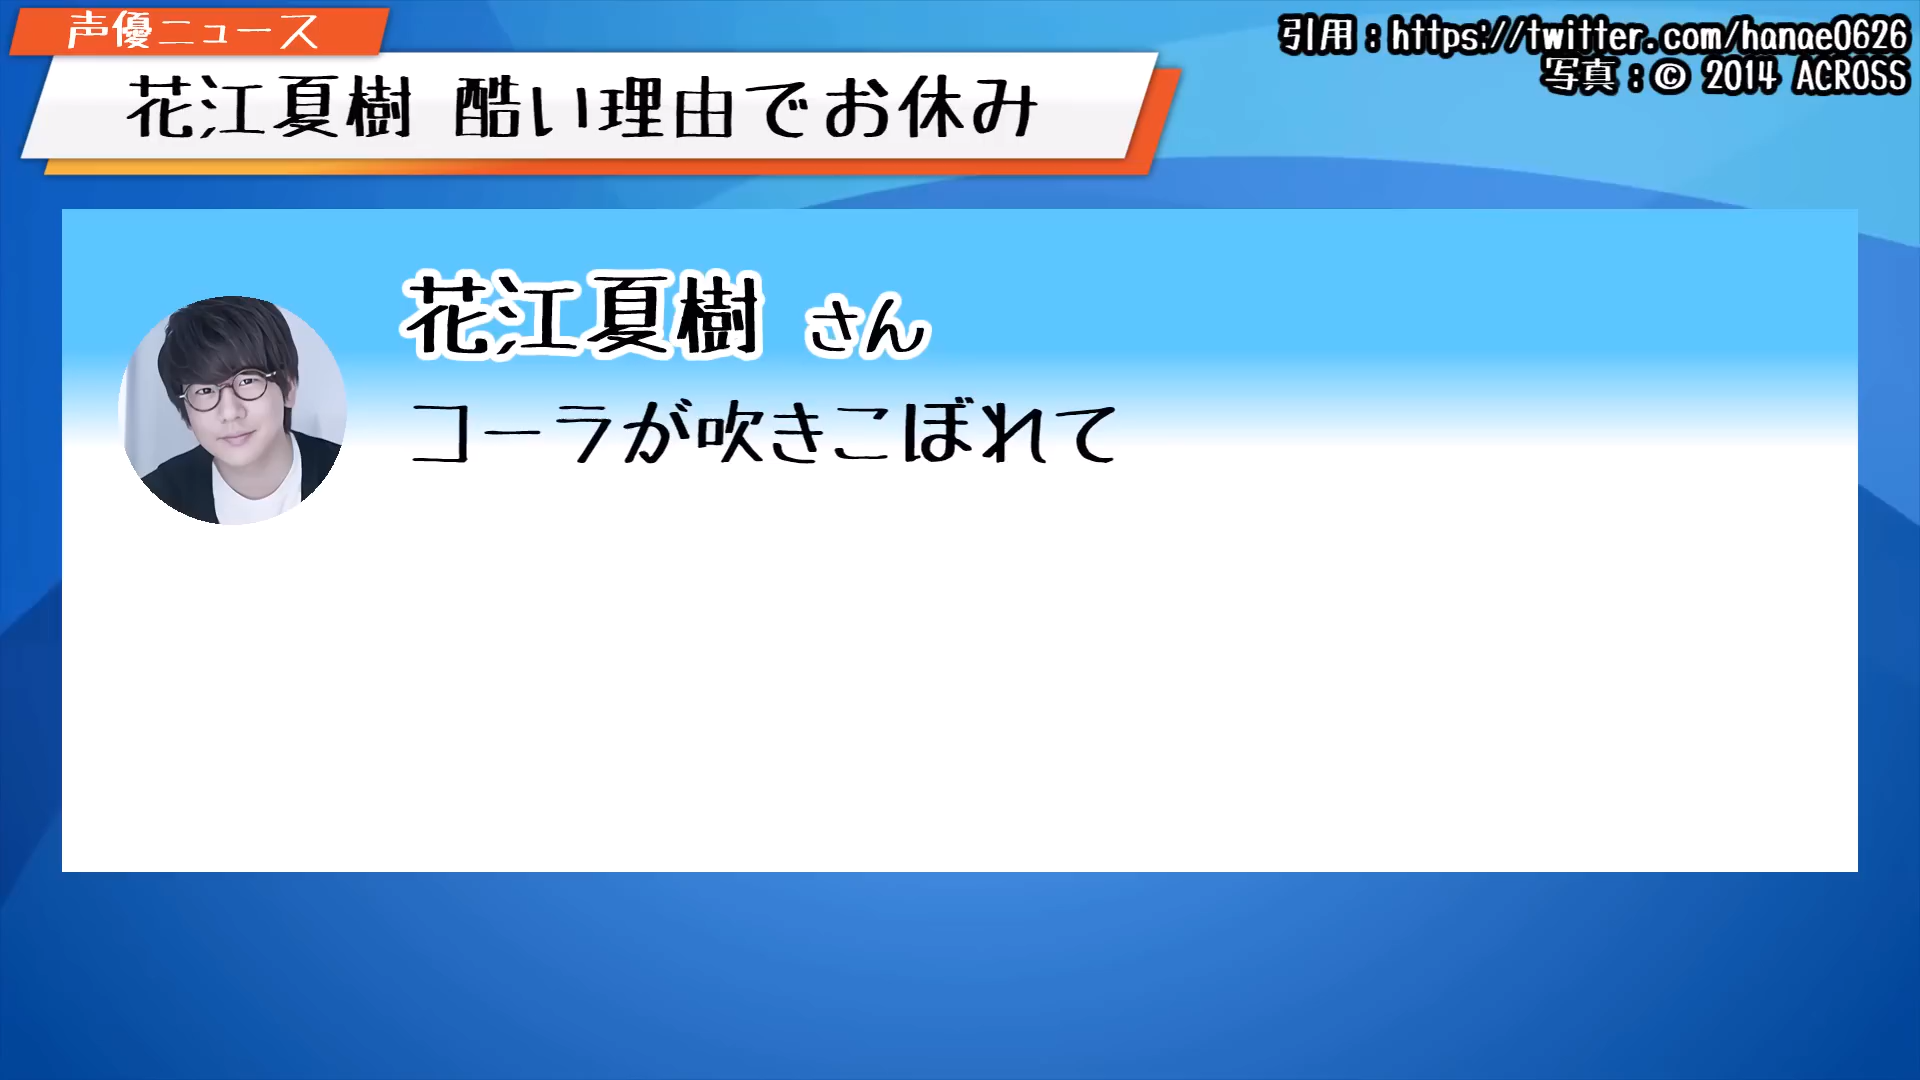 声優ニュース
引用：https://twitter.com/hanae0626
写真：© 2014 ACROSS
花江夏樹 酷い理由でお休み
花江夏樹 さん
コーラが吹きこぼれて